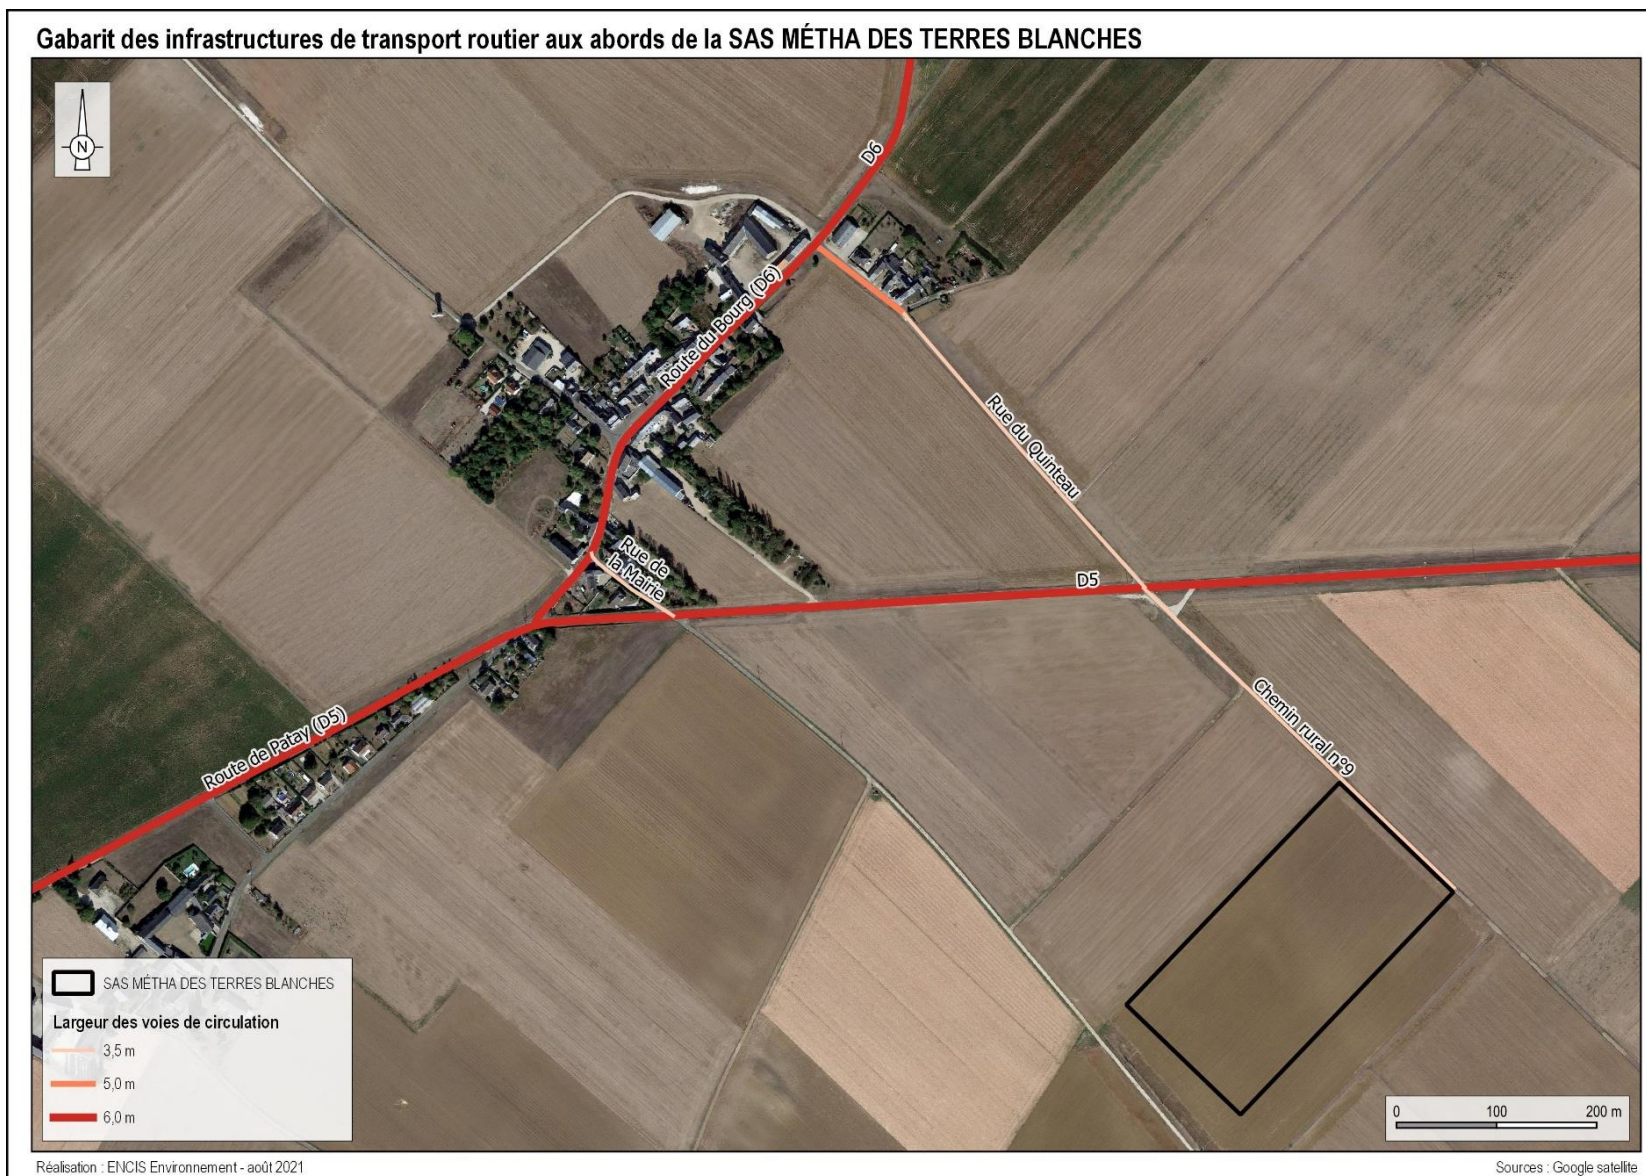 Gabarit des infrastructures de transport routier aux abords de la SAS MÉTHA DES TERRES BLANCHES
N
D6
Route du Bourg (D6)
Rue du Quinteau
Rue de
la Mairie
D5
Chemin rural n°9
Route de Patay (D5)
SAS MÉTHA DES TERRES BLANCHES
Largeur des voies de circulation
3,5 m
5,0 m
6,0 m
0 100 200 m
Réalisation : ENCIS Environnement - août 2021
Sources : Google satellite